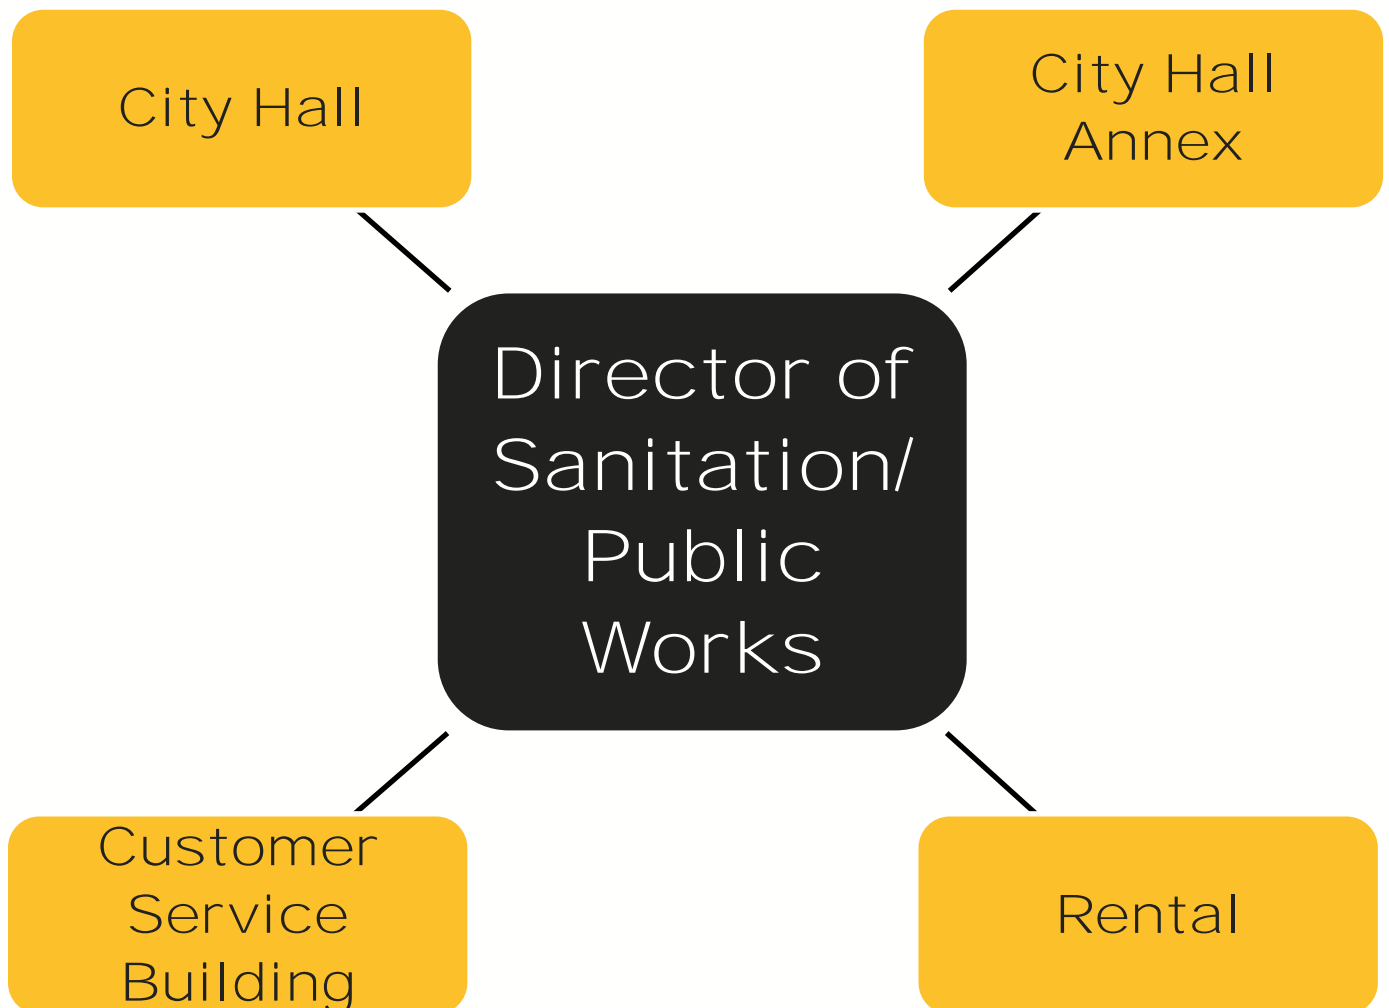 City Hall
City Hall
Annex
Director of
Sanitation/
Public
Works
Customer
Service
Building
Rental